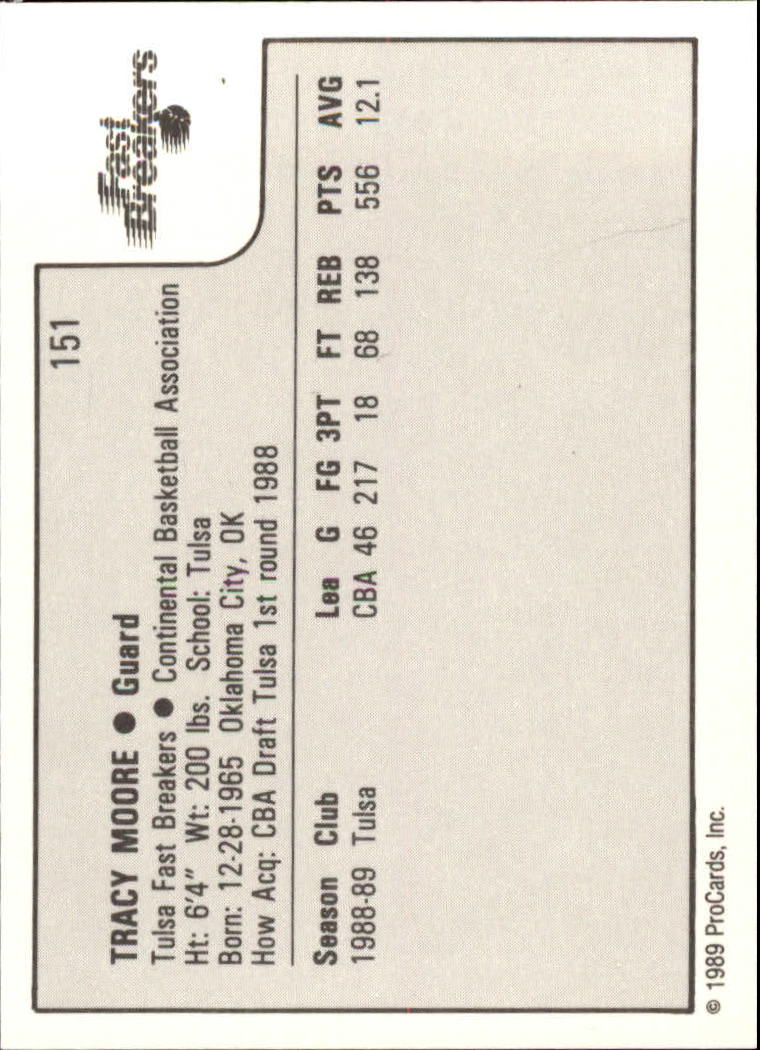 151
Fast
Breakers
TRACY MOORE ● Guard
Tulsa Fast Breakers ● Continental Basketball Association
Ht: 6'4" Wt: 200 lbs. School: Tulsa
Born: 12-28-1965 Oklahoma City, OK
How Acq: CBA Draft Tulsa 1st round 1988
Season Club Lea G FG 3PT FT REB PTS AVG
1988-89 Tulsa CBA 46 217 18 68 138 556 12.1
© 1989 ProCards, Inc.